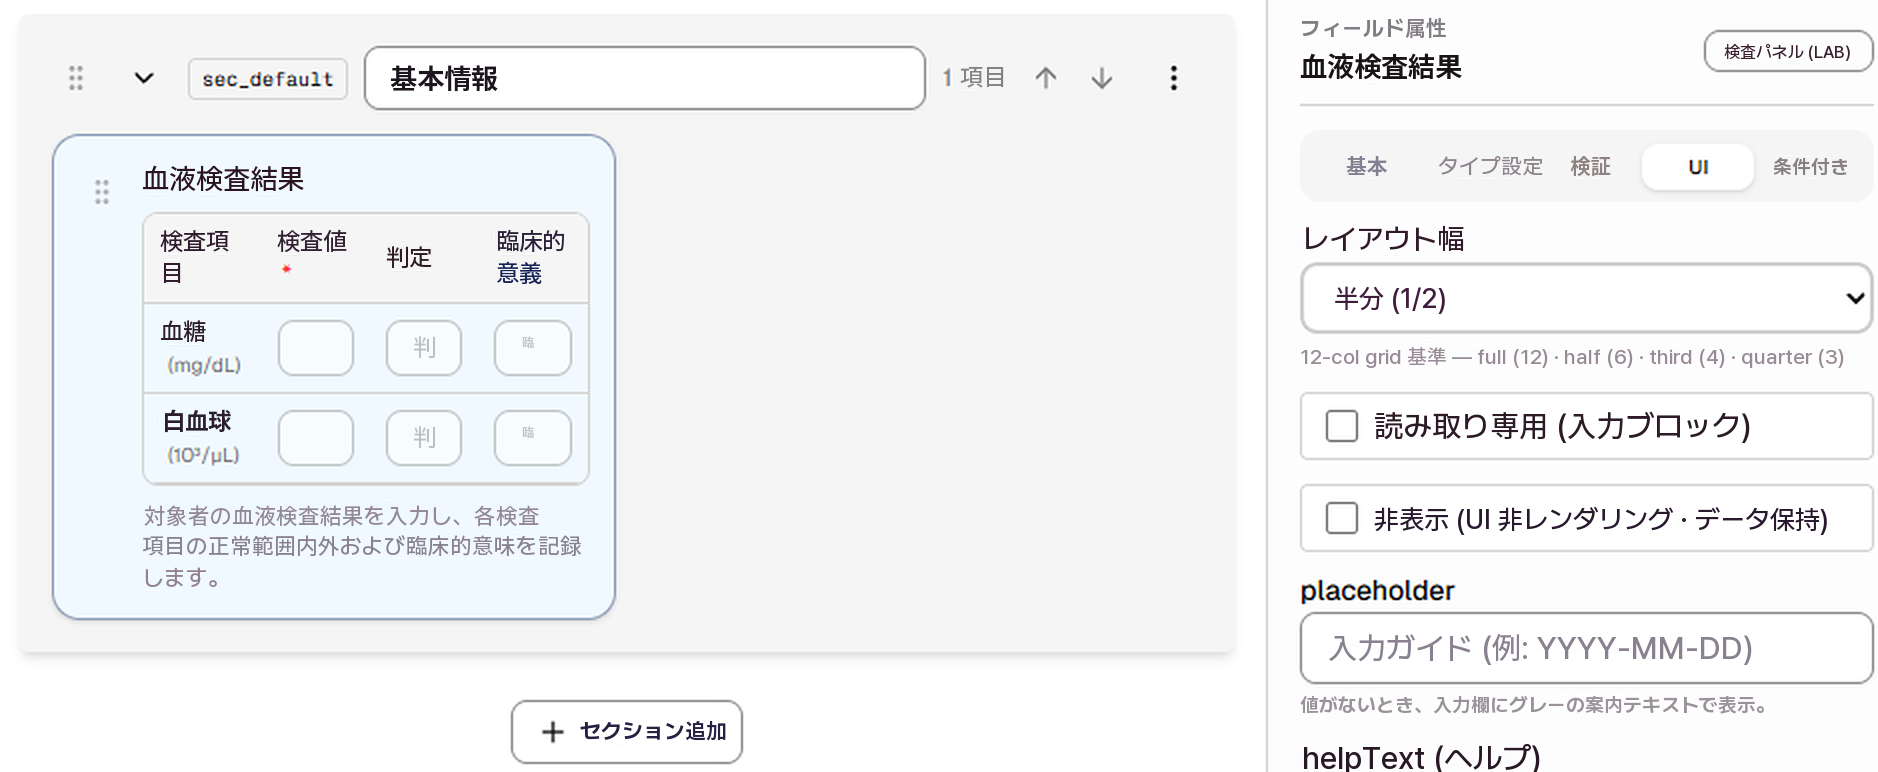 sec_default
基本情報
1 項目
血液検査結果
検査項
目
検査値
*
判定
臨床的
意義
血糖
(mg/dL)
判
臨
白血球
(10³/µL)
判
臨
対象者の血液検査結果を入力し、各検査
項目の正常範囲内外および臨床的意味を記録
します。
+ セクション追加
フィールド属性
血液検査結果
検査パネル (LAB)
基本
タイプ設定
検証
UI
条件付き
レイアウト幅
半分 (1/2)
12-col grid 基準 — full (12) · half (6) · third (4) · quarter (3)
読み取り専用 (入力ブロック)
非表示 (UI 非レンダリング · データ保持)
placeholder
入力ガイド (例: YYYY-MM-DD)
値がないとき、入力欄にグレーの案内テキストで表示。
helpText (ヘルプ)